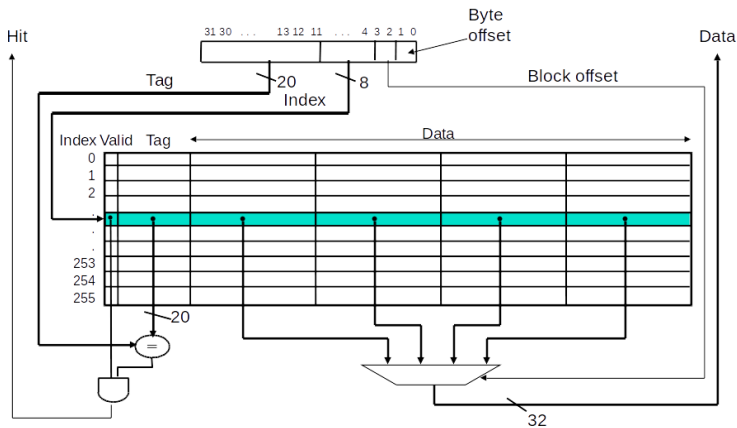 Byte
offset
Hit
Data
31 30 . . . 13 12 11 . . . 4 3 2 1 0
Tag
20
8
Index
Block offset
Index Valid Tag
Data
0
1
2
.
.
.
253
254
255
20
=
32